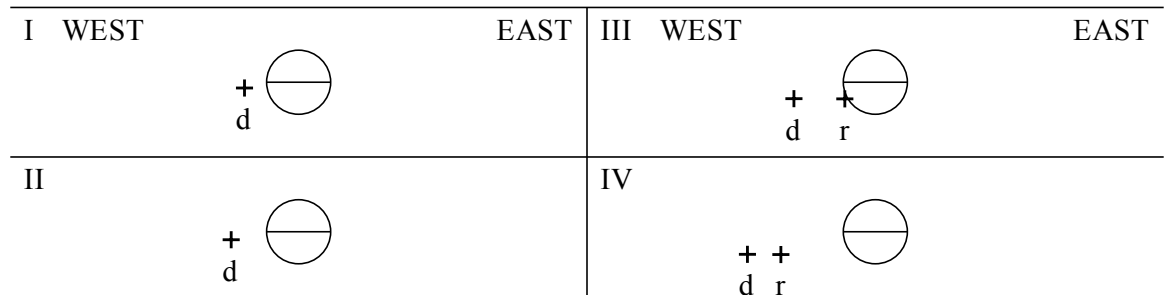 I WEST EAST
d
III WEST EAST
d r
II
d
IV
d r